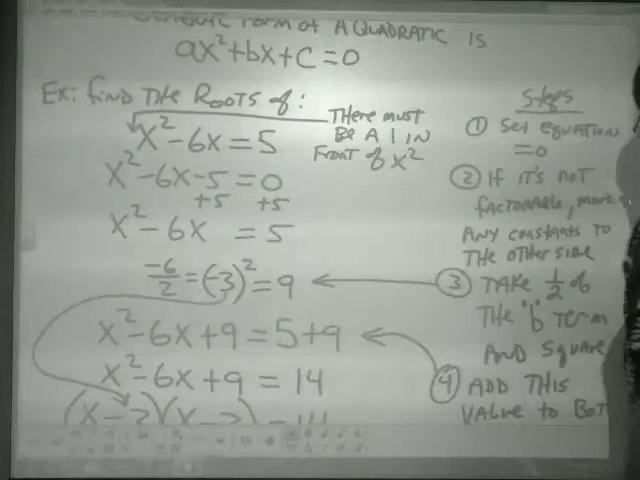 Form of A QUADRATIC is
ax²+bx+c=0
Ex: Find The Roots of:
x²-6x=5
There must
Be A 1 in
Front of x²
x²-6x-5=0
+5 +5
x²-6x =5
-6/2=(-3)²=9
x²-6x+9=5+9
x²-6x+9=14
Steps
① Set equation
=0
② If it's not
factorable, move
Any constants to
The other side
③ Take 1/2 of
The "b" Term
And square
④ Add This
Value to Bot